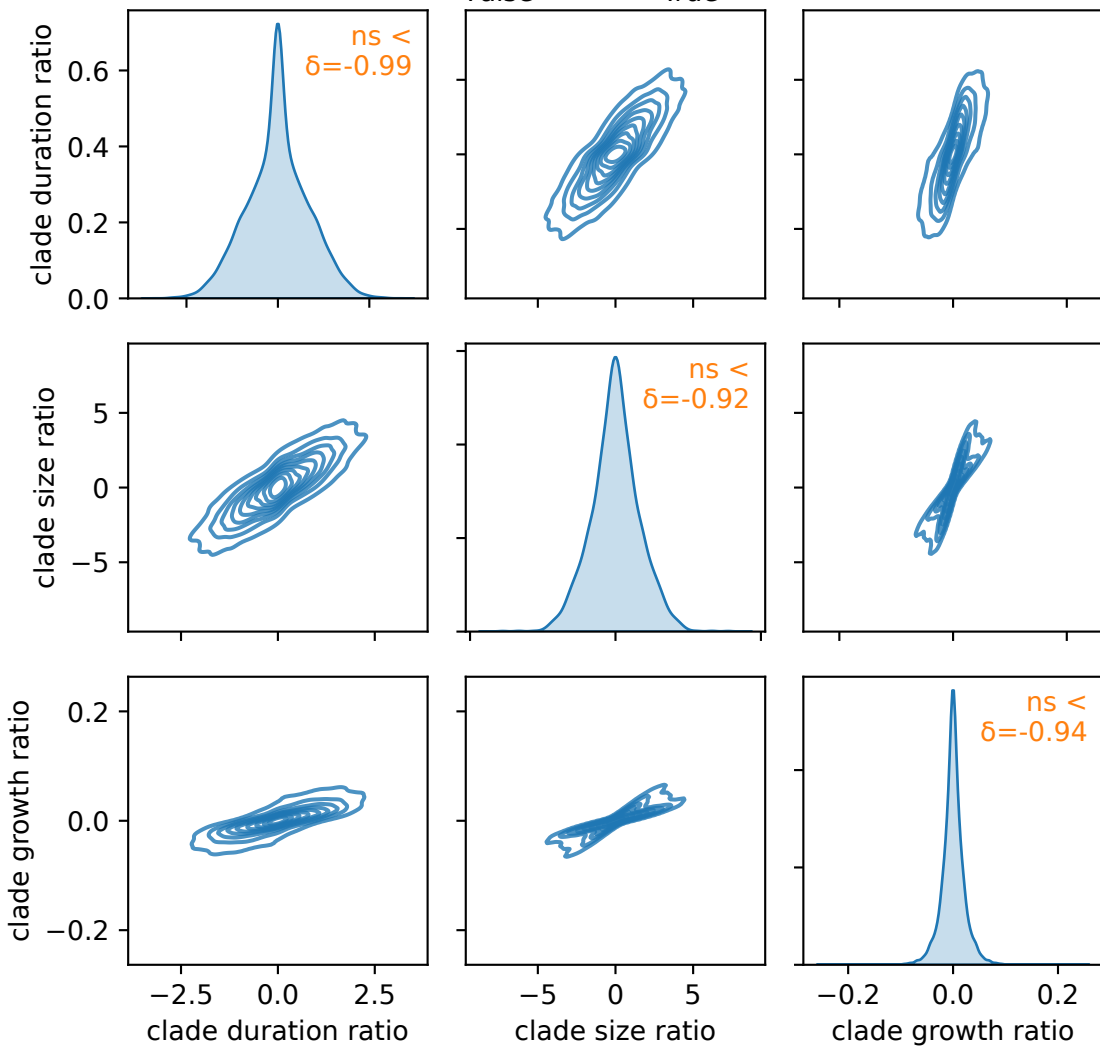 clade duration ratio
0.6
0.4
0.2
0.0
ns <
δ=-0.99
clade size ratio
5
0
−5
ns <
δ=-0.92
clade growth ratio
0.2
0.0
−0.2
ns <
δ=-0.94
−2.5 0.0 2.5
clade duration ratio
−5 0 5
clade size ratio
−0.2 0.0 0.2
clade growth ratio